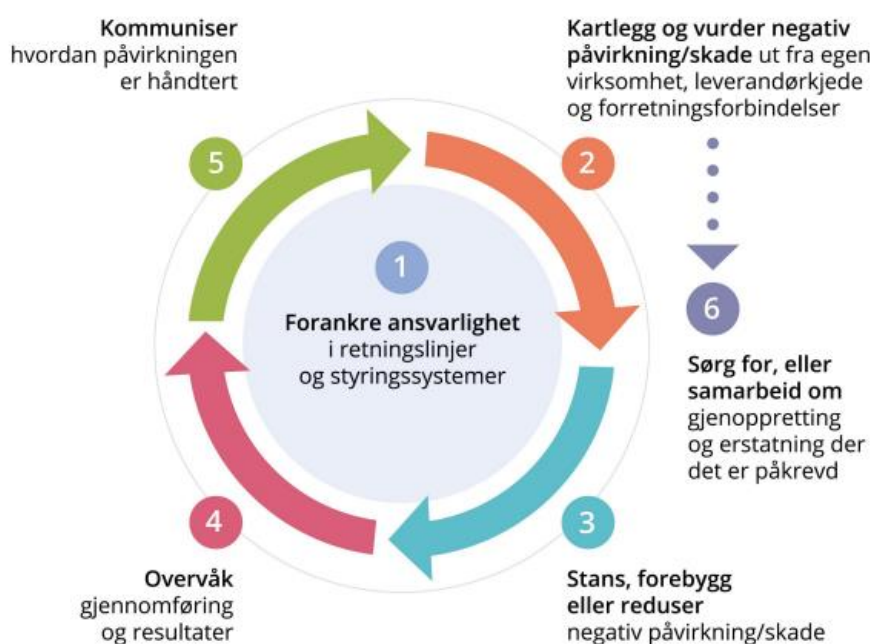 1
Forankre ansvarlighet
i retningslinjer
og styringssystemer
2
Kartlegg og vurder negativ
påvirkning/skade ut fra egen
virksomhet, leverandørkjede
og forretningsforbindelser
3
Stans, forebygg
eller reduser
negativ påvirkning/skade
4
Overvåk
gjennomføring
og resultater
5
Kommuniser
hvordan påvirkningen
er håndtert
6
Sørg for, eller
samarbeid om
gjenoppretting
og erstatning der
det er påkrevd